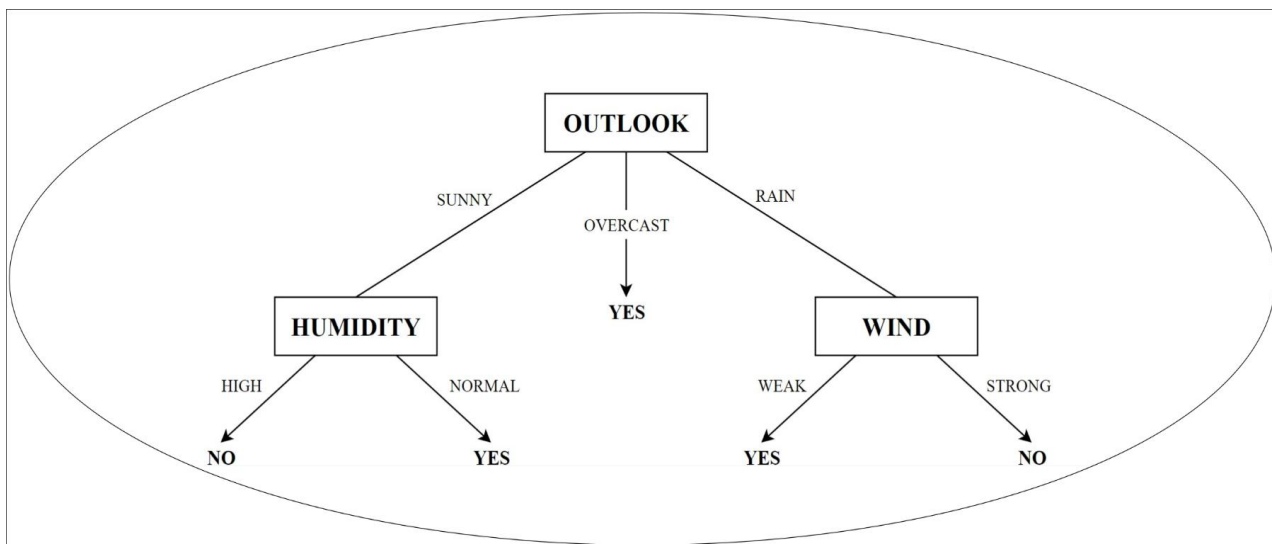 OUTLOOK
SUNNY
RAIN
OVERCAST
YES
HUMIDITY
WIND
HIGH
NORMAL
WEAK
STRONG
NO
YES
YES
NO